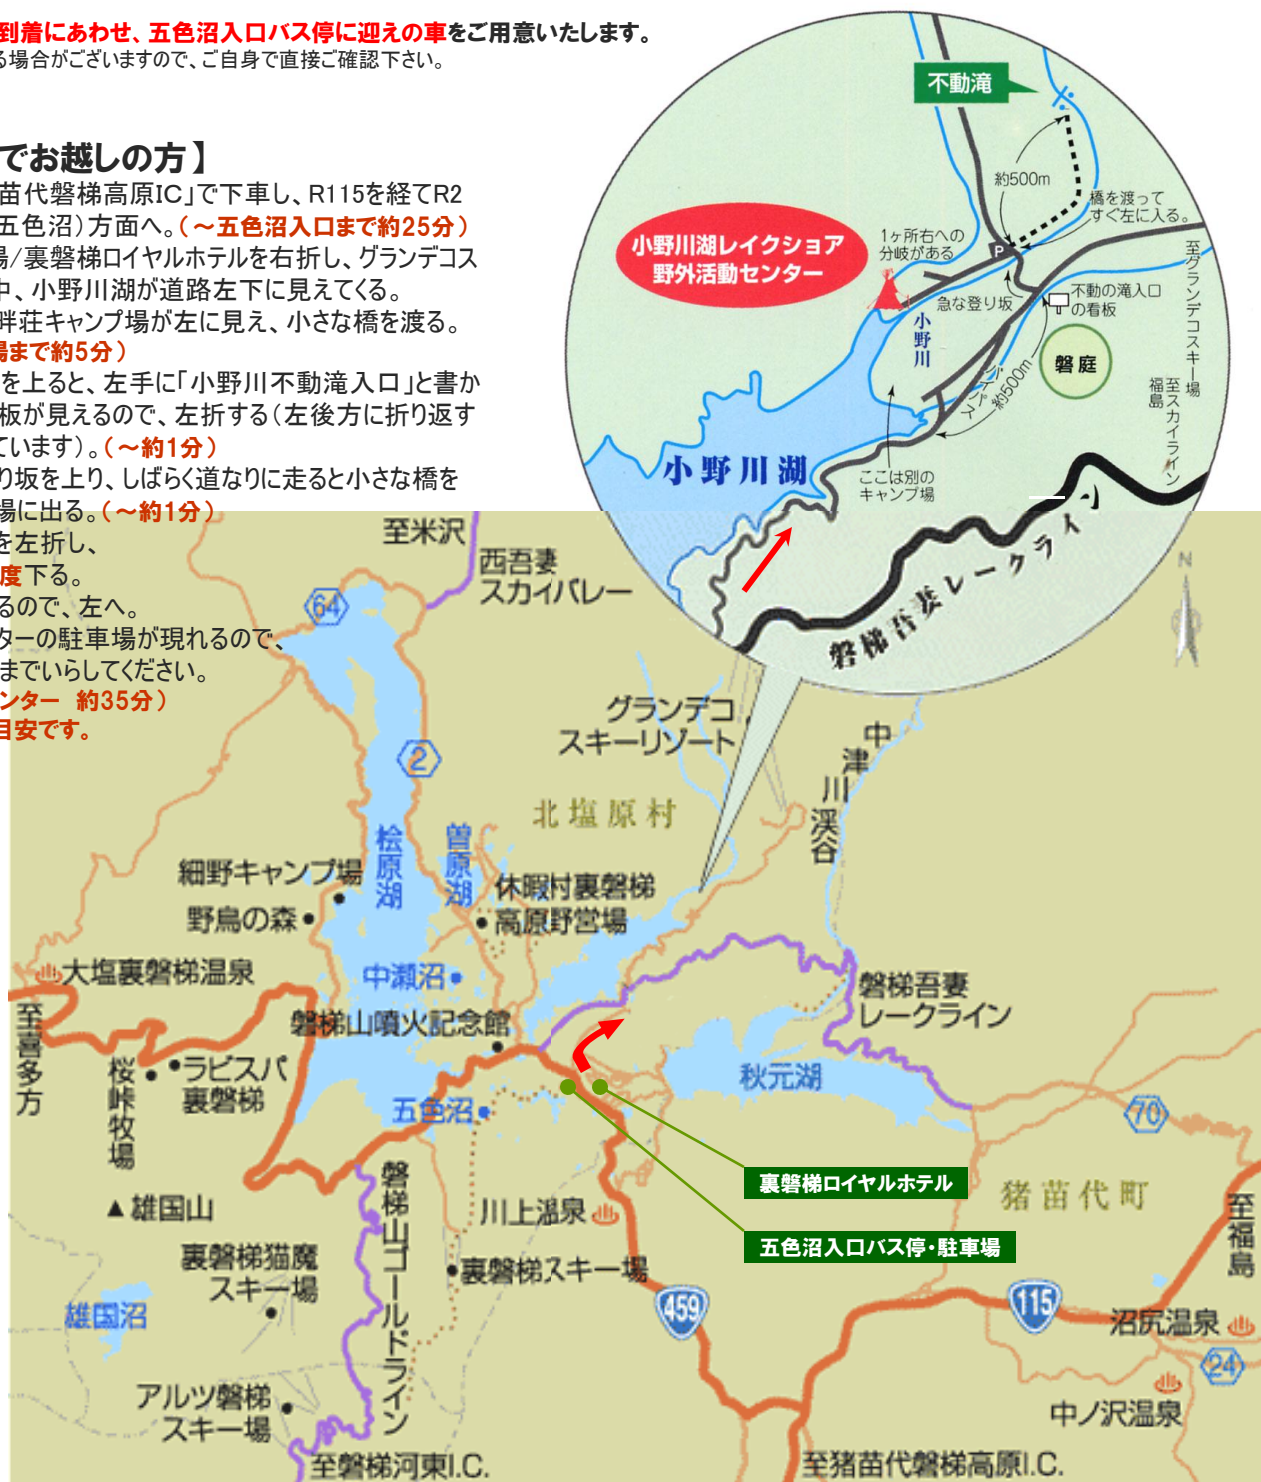 到着にあわせ、五色沼入口バス停に迎えの車をご用意いたします。
る場合がございますので、ご自身で直接ご確認下さい。
でお越しの方】
苗代磐梯高原IC」で下車し、R115を経てR2
五色沼）方面へ。（～五色沼入口まで約25分）
場/裏磐梯ロイヤルホテルを右折し、グランデコス
中、小野川湖が道路左下に見えてくる。
畔荘キャンプ場が左に見え、小さな橋を渡る。
場まで約5分）
を上ると、左手に「小野川不動滝入口」と書か
板が見えるので、左折する（左後方に折り返す
ています）。（～約1分）
り坂を上り、しばらく道なりに走ると小さな橋を
場に出る。（～約1分）
を左折し、
度下る。
るので、左へ。
ターの駐車場が現れるので、
までいらしてください。
ンター 約35分）
目安です。
不動滝
約500m
橋を渡って
すぐ左に入る。
小野川湖レイクショア
野外活動センター
1ヶ所右への
分岐がある
P
急な登り坂
不動の滝入口
の看板
小野川
磐庭
バイパス
約500m
至グランデコスキー場
至スカイライン
福島
小野川湖
ここは別の
キャンプ場
磐梯吾妻レークライン
N
至米沢
西吾妻
スカイバレー
64
2
グランデコ
スキーリゾート
中津川渓谷
北塩原村
桧原湖
曽原湖
細野キャンプ場
野鳥の森
休暇村裏磐梯
高原野営場
大塩裏磐梯温泉
中瀬沼
磐梯吾妻
レークライン
磐梯山噴火記念館
至喜多方
桜峠牧場
ラビスパ
裏磐梯
五色沼
秋元湖
70
裏磐梯ロイヤルホテル
猪苗代町
五色沼入口バス停・駐車場
至福島
雄国山
磐梯山ゴールドライン
川上温泉
裏磐梯猫魔
スキー場
裏磐梯スキー場
雄国沼
459
115
沼尻温泉
24
アルツ磐梯
スキー場
中ノ沢温泉
至磐梯河東I.C.
至猪苗代磐梯高原I.C.